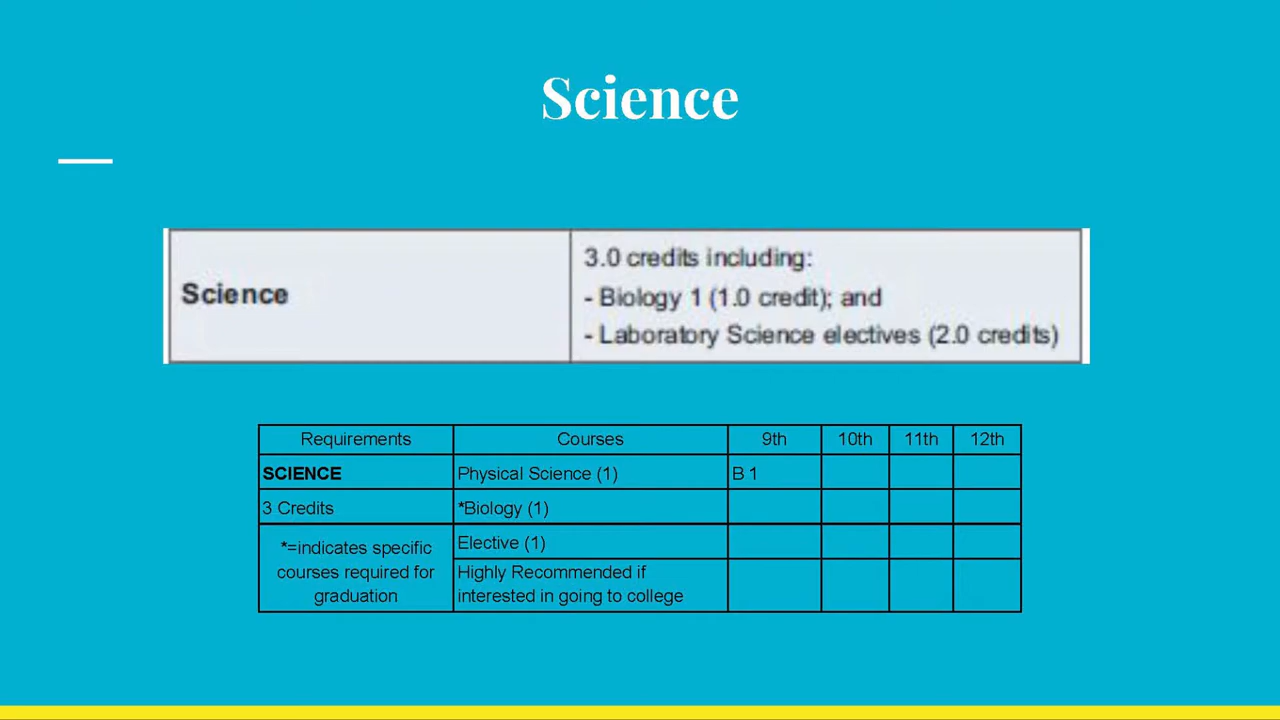 Science
Science
3.0 credits including:
- Biology 1 (1.0 credit); and
- Laboratory Science electives (2.0 credits)
Requirements Courses 9th 10th 11th 12th
SCIENCE Physical Science (1) B 1
3 Credits *Biology (1)
*=indicates specific
courses required for
graduation
Elective (1)
Highly Recommended if
interested in going to college